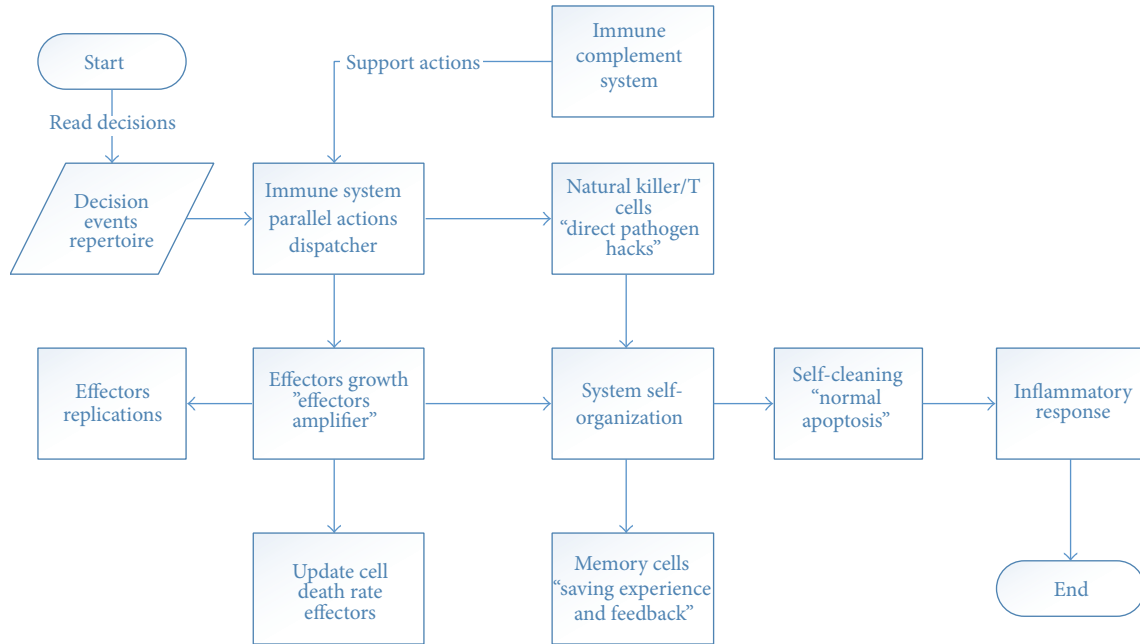 Start
Immune
complement
system
Support actions
Read decisions
Decision
events
repertoire
Immune system
parallel actions
dispatcher
Natural killer/T
cells
“direct pathogen
hacks”
Effectors
replications
Effectors growth
”effectors
amplifier”
System self-
organization
Self-cleaning
“normal
apoptosis”
Inflammatory
response
Update cell
death rate
effectors
Memory cells
“saving experience
and feedback”
End